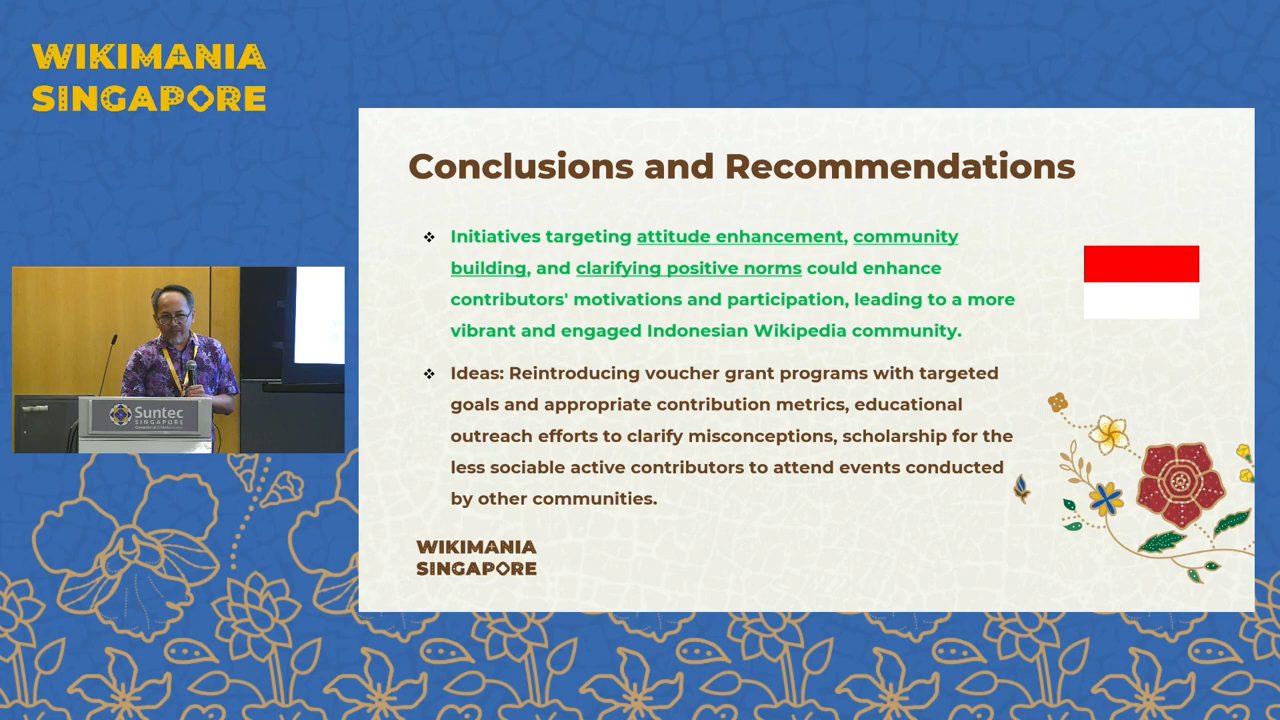 WIKIMANIA
SINGAPORE
Conclusions and Recommendations
❖ Initiatives targeting attitude enhancement, community
building, and clarifying positive norms could enhance
contributors' motivations and participation, leading to a more
vibrant and engaged Indonesian Wikipedia community.
❖ Ideas: Reintroducing voucher grant programs with targeted
goals and appropriate contribution metrics, educational
outreach efforts to clarify misconceptions, scholarship for the
less sociable active contributors to attend events conducted
by other communities.
WIKIMANIA
SINGAPORE
Suntec
SINGAPORE